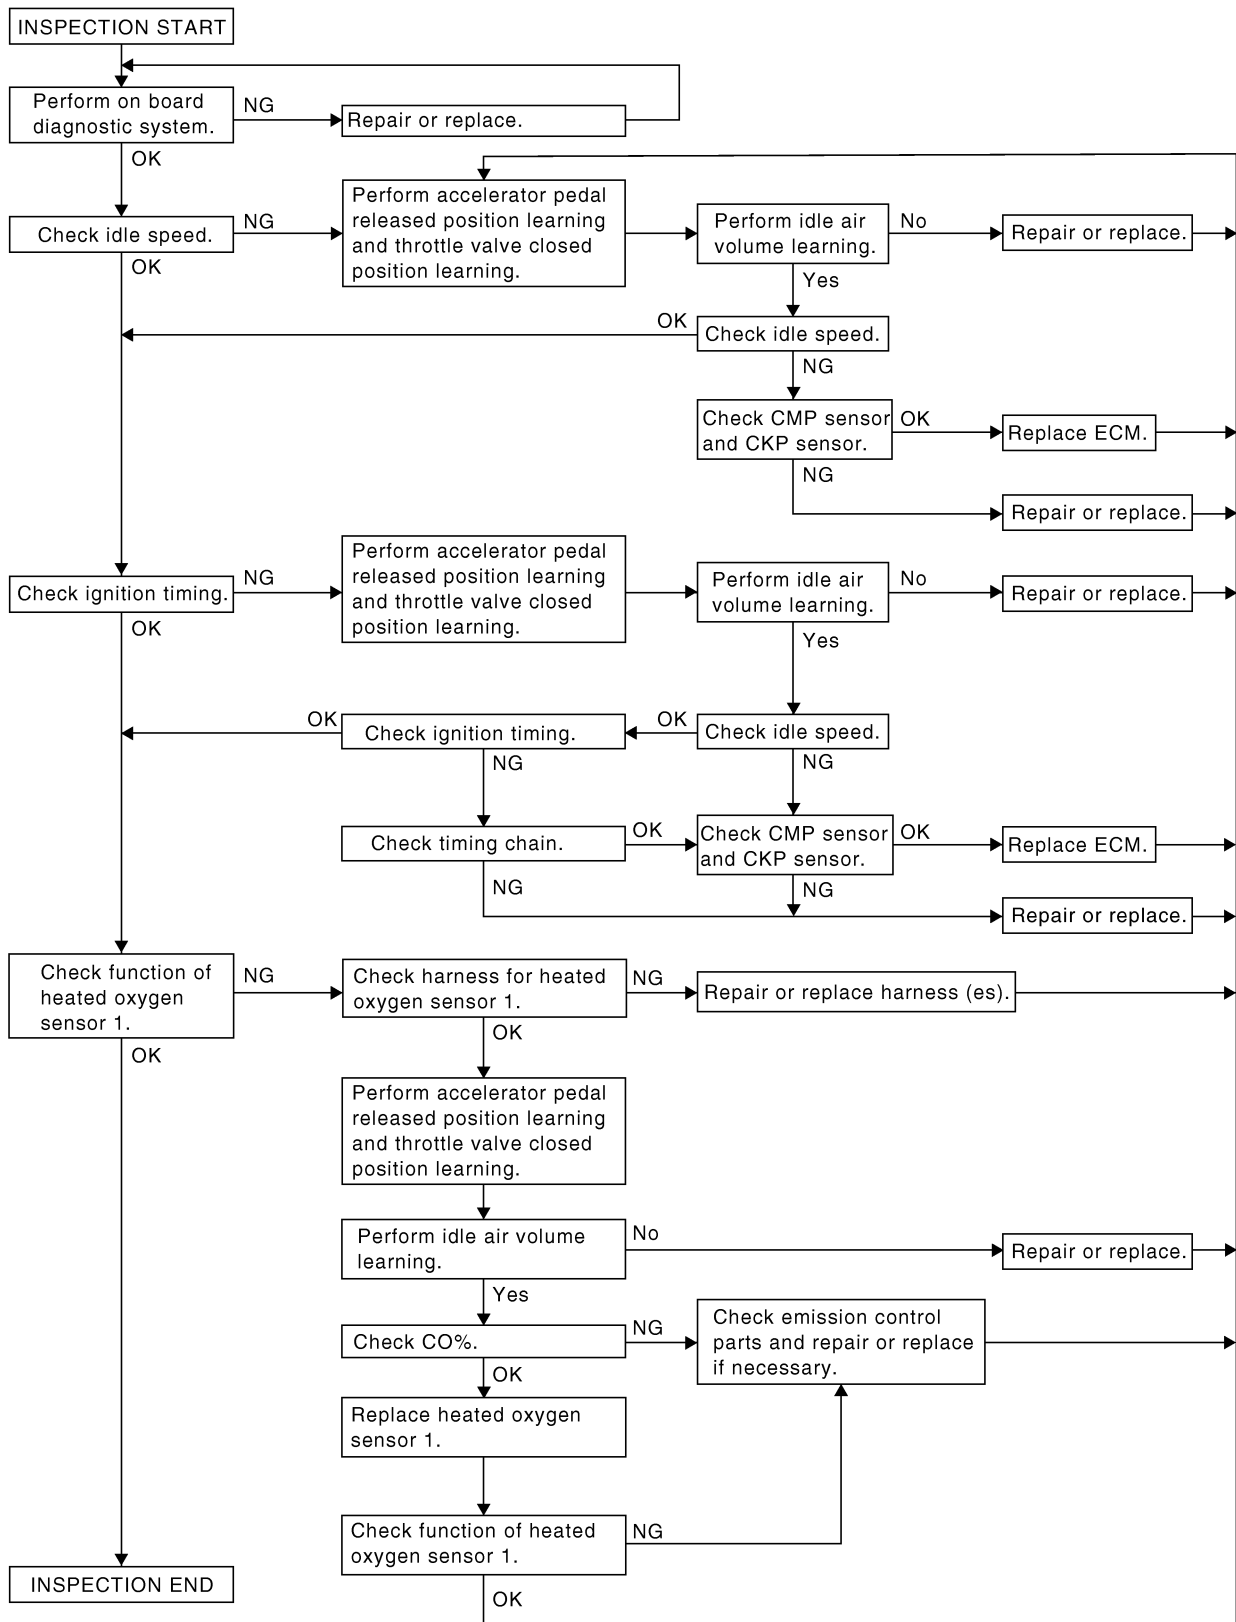 INSPECTION START
Perform on board
diagnostic system.
NG
Repair or replace.
OK
Check idle speed.
NG
Perform accelerator pedal
released position learning
and throttle valve closed
position learning.
Perform idle air
volume learning.
No
Repair or replace.
OK
Yes
OK
Check idle speed.
NG
Check CMP sensor
and CKP sensor.
OK
Replace ECM.
NG
Repair or replace.
Check ignition timing.
NG
Perform accelerator pedal
released position learning
and throttle valve closed
position learning.
Perform idle air
volume learning.
No
Repair or replace.
OK
Yes
OK
Check ignition timing.
OK
Check idle speed.
NG
NG
Check timing chain.
OK
Check CMP sensor
and CKP sensor.
OK
Replace ECM.
NG
NG
Repair or replace.
Check function of
heated oxygen
sensor 1.
NG
Check harness for heated
oxygen sensor 1.
NG
Repair or replace harness (es).
OK
OK
Perform accelerator pedal
released position learning
and throttle valve closed
position learning.
Perform idle air volume
learning.
No
Repair or replace.
Yes
Check CO%.
NG
Check emission control
parts and repair or replace
if necessary.
OK
Replace heated oxygen
sensor 1.
Check function of heated
oxygen sensor 1.
NG
OK
INSPECTION END